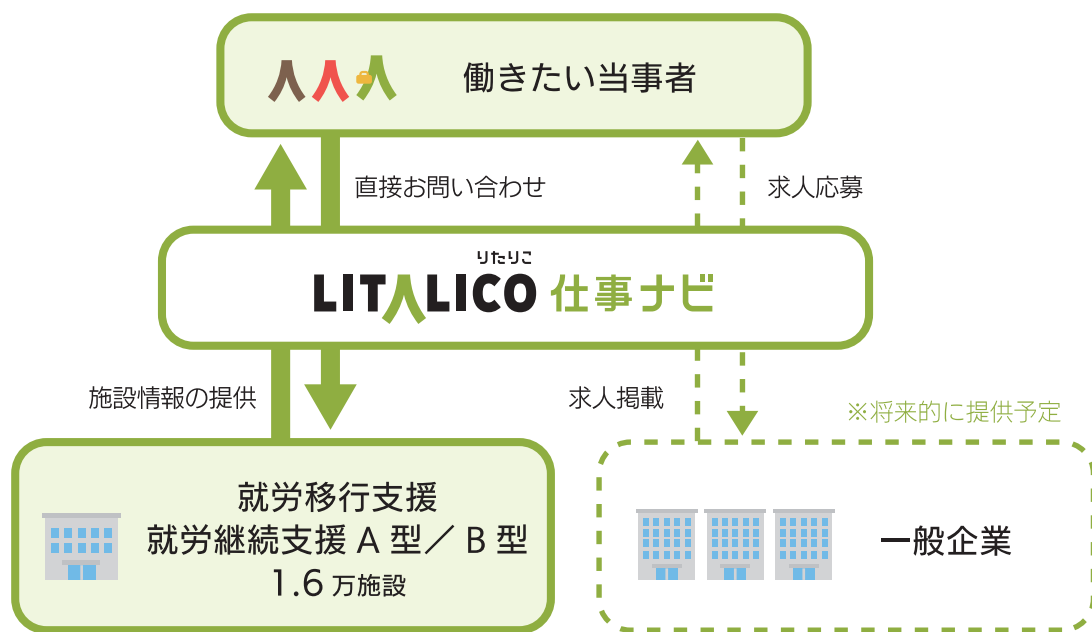 働きたい当事者
直接お問い合わせ
求人応募
りたりこ
LITALICO 仕事ナビ
施設情報の提供
求人掲載
※将来的に提供予定
就労移行支援
就労継続支援 A 型／ B 型
1.6 万施設
一般企業